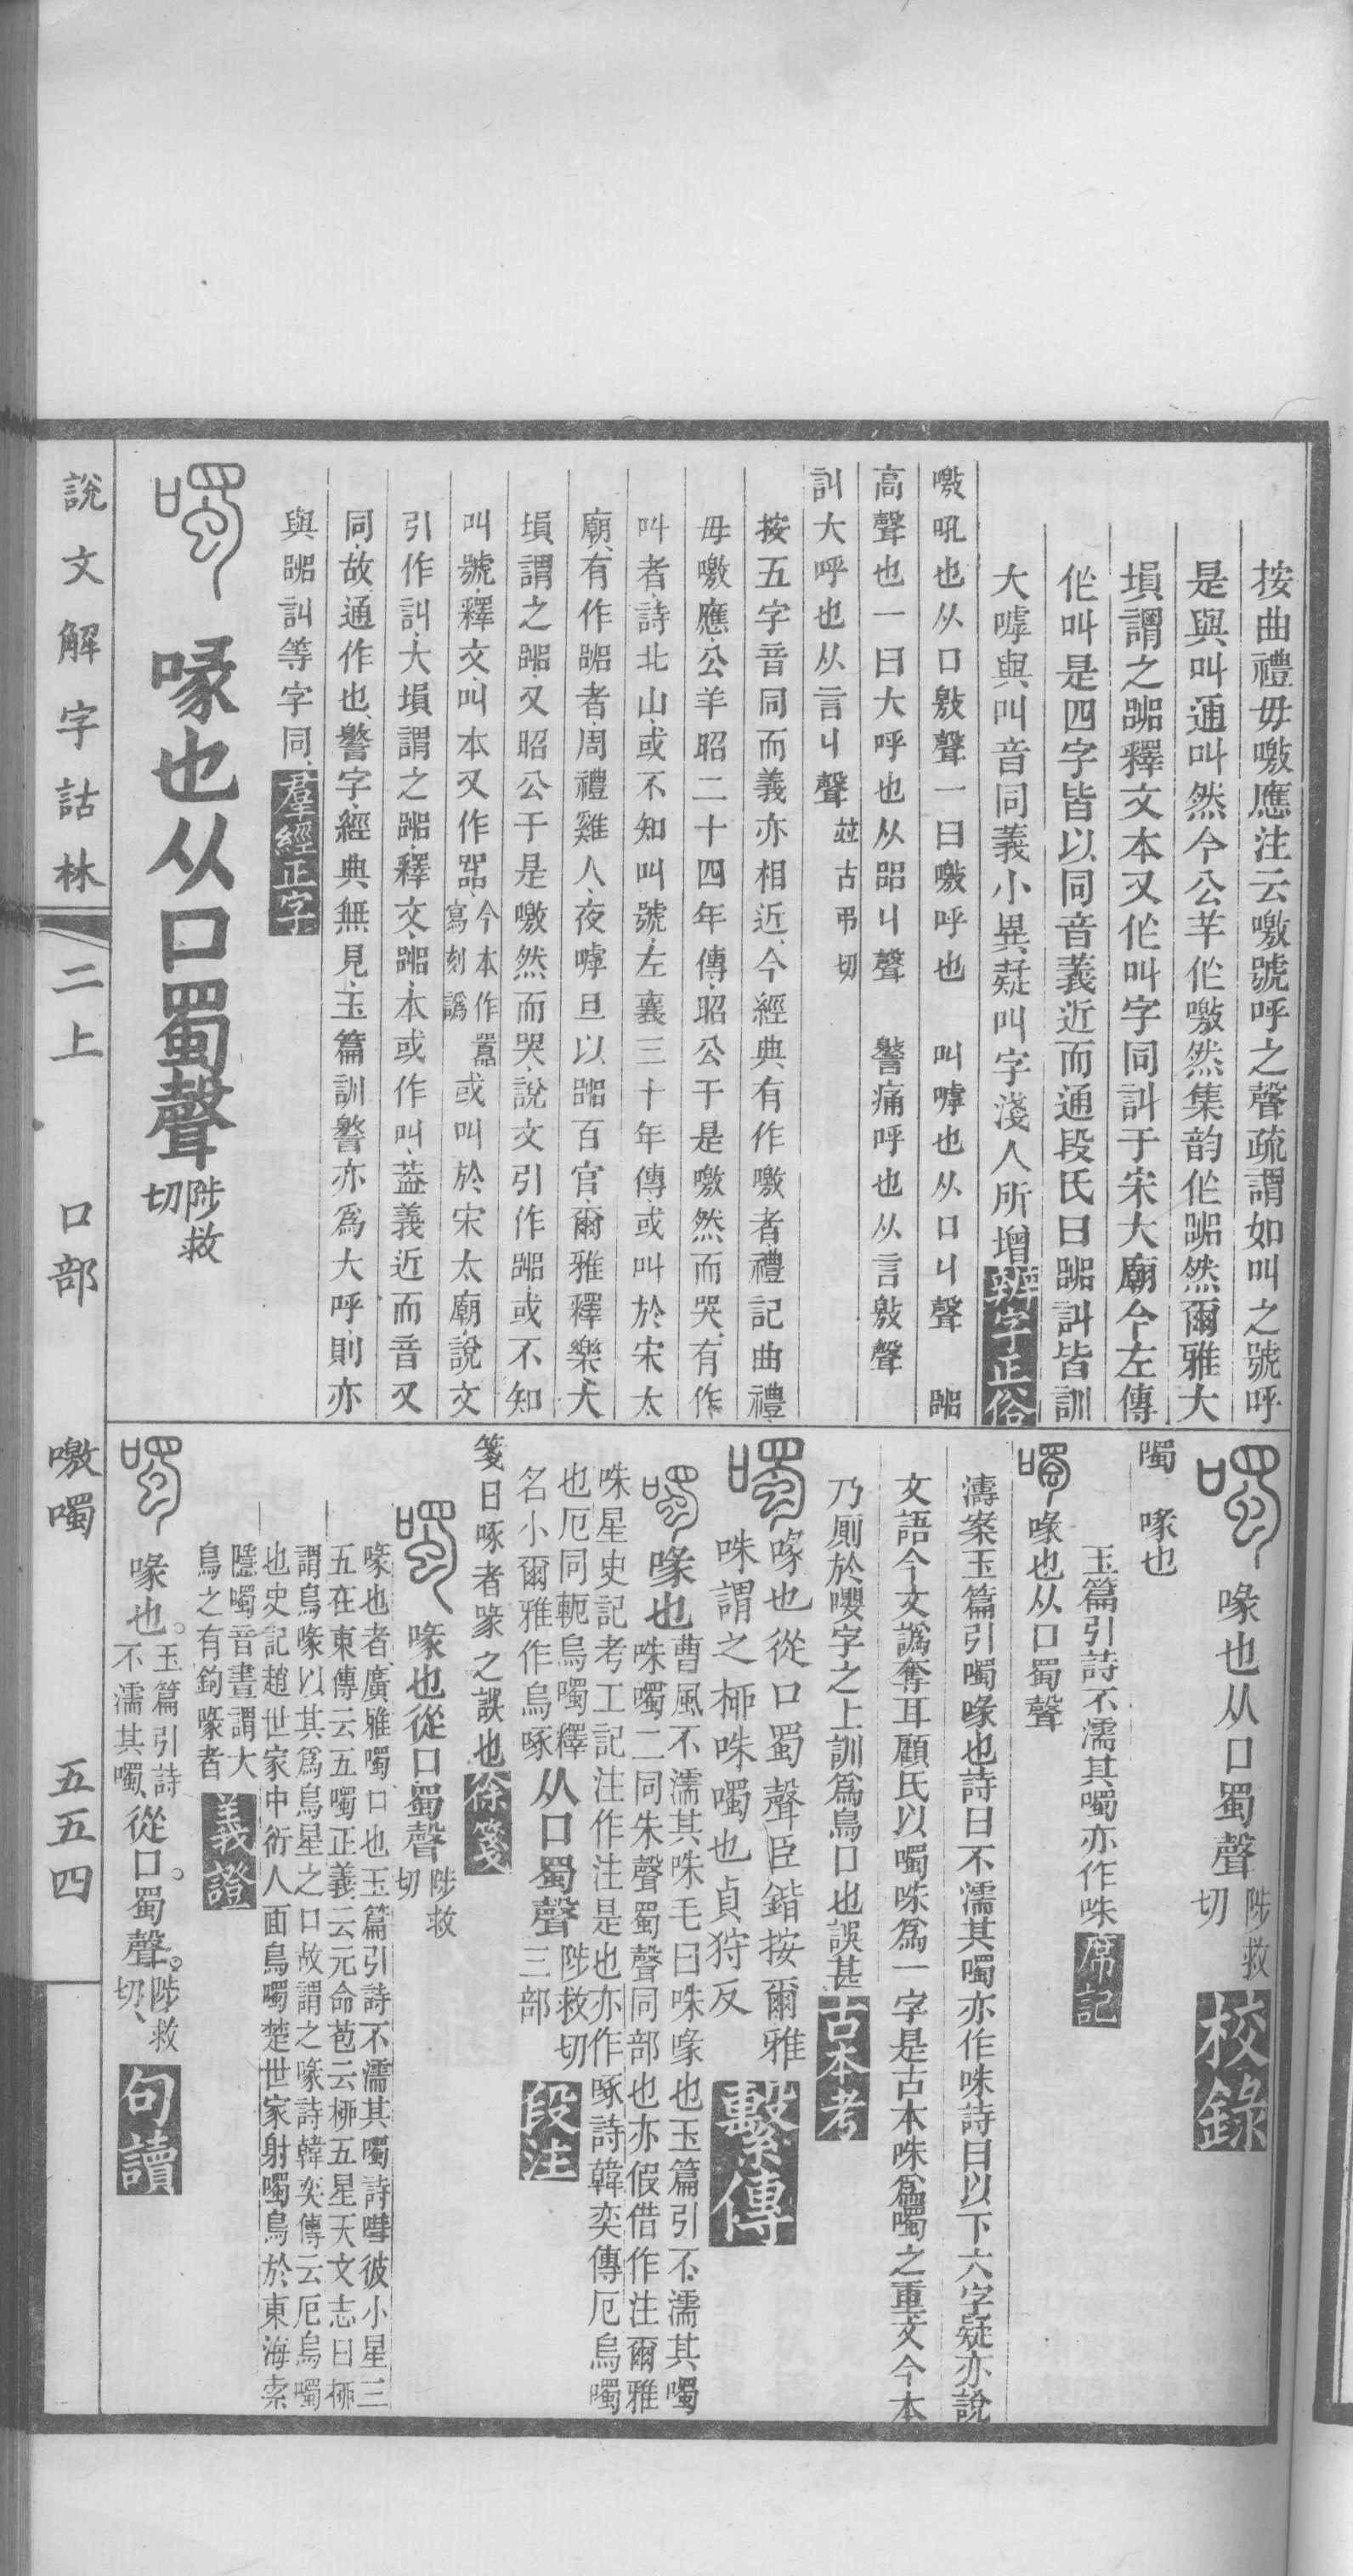 按曲禮毋噭應注云噭號呼之聲疏謂如叫之號呼
是與叫通叫然今公羊作噭然集韵作䚯然爾雅大
塤謂之䚯釋文本又作叫字同訆于宋大廟今左傳
作叫是四字皆以同音義近而通段氏曰䚯訆皆訓
大嘑與叫音同義小異疑叫字淺人所增辨字正俗
噭吼也从口敫聲一曰噭呼也 叫嘑也从口丩聲 䚯
高聲也一曰大呼也从㗊丩聲 警痛呼也从言敫聲
訆大呼也从言丩聲 竝古弔切
按五字音同而義亦相近今經典有作噭者禮記曲禮
毋噭應公羊昭二十四年傳昭公于是噭然而哭有作
叫者詩北山或不知叫號左襄三十年傳或叫於宋太
廟有作䚯者周禮雞人夜嘑旦以䚯百官爾雅釋樂大
塤謂之䚯又昭公于是噭然而哭說文引作䚯或不知
叫號釋文叫本又作㗊今本作嚚寫刻譌或叫於宋太廟說文
引作訆大塤謂之䚯釋文䚯本或作叫葢義近而音又
同故通作也警字經典無見玉篇訓警亦爲大呼則亦
與䚯訆等字同羣經正字
噣 喙也从口蜀聲陟救切
噣 喙也从口蜀聲陟救切 校錄
噣 喙也
玉篇引詩不濡其噣亦作咮 席記
噣 喙也从口蜀聲
濤案玉篇引噣喙也詩曰不濡其噣亦作咮詩曰以下六字疑亦說
文語今文譌奪耳顧氏以噣咮爲一字是古本咮爲噣之重文今本
乃厠於嚶字之上訓爲鳥口也誤甚 古本考
噣 喙也從口蜀聲臣鍇按爾雅
咮謂之柳咮噣也貞狩反 繫傳
噣 喙也曹風不濡其咮毛曰咮喙也玉篇引不濡其噣
咮噣二同朱聲蜀聲同部也亦假借作注爾雅
咮星史記考工記注作注是也亦作啄詩韓奕傳厄烏噣
也厄同軛烏噣釋
名小爾雅作烏啄 从口蜀聲陟救切三部 段注
箋曰啄者喙之誤也 徐箋
噣 喙也從口蜀聲陟救切
喙也者廣雅噣口也玉篇引詩不濡其噣詩嘒彼小星三
五在東傳云五噣正義云元命苞云柳五星天文志曰柳
謂鳥喙以其爲鳥星之口故謂之喙詩韓奕傳云厄烏噣
也史記趙世家中衍人面鳥噣楚世家射噣鳥於東海索
隱噣音晝謂大
鳥之有鉤喙者 義證
噣 喙也。玉篇引詩不濡其噣、從口。蜀聲。陟救切、 句讀
說文解字詁林 二上 口部 噭噣 五五四